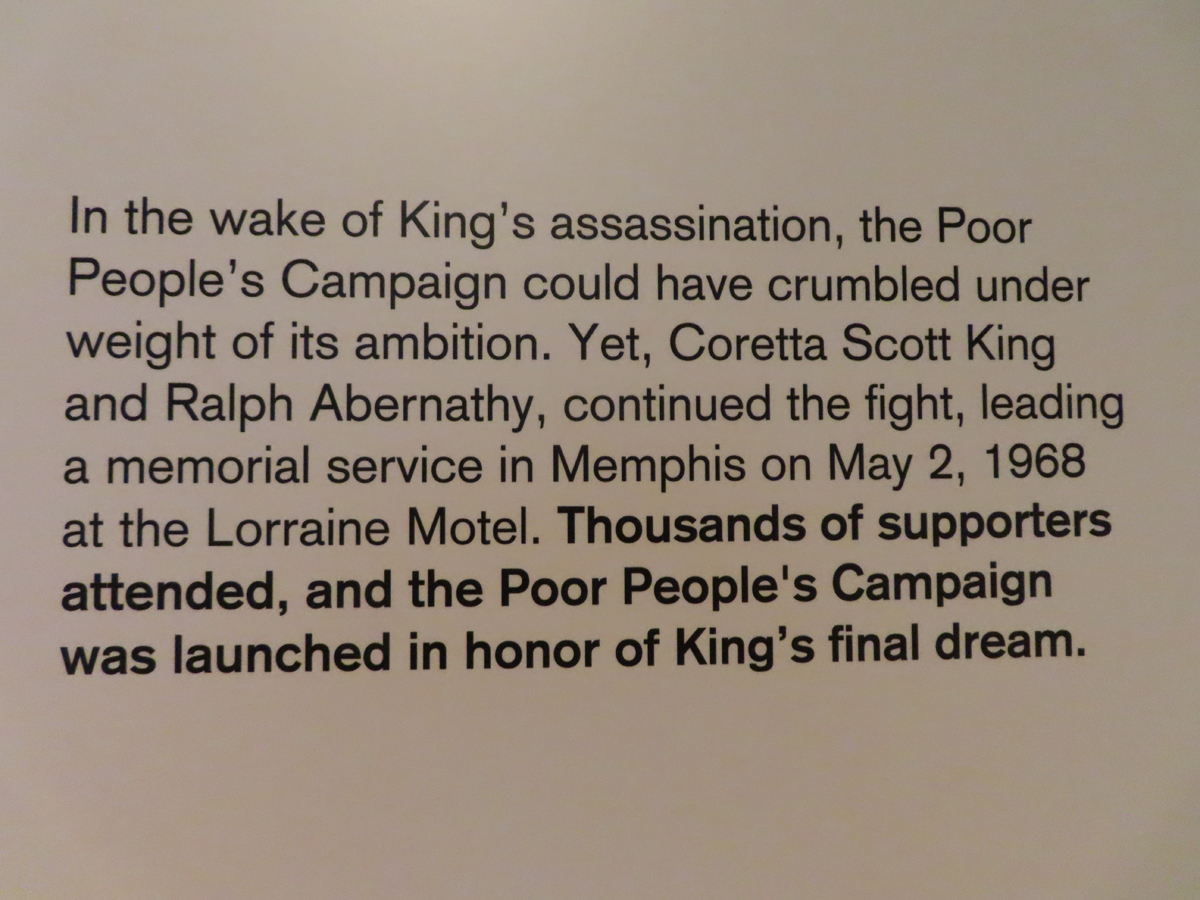 In the wake of King’s assassination, the Poor
People’s Campaign could have crumbled under
weight of its ambition. Yet, Coretta Scott King
and Ralph Abernathy, continued the fight, leading
a memorial service in Memphis on May 2, 1968
at the Lorraine Motel. Thousands of supporters
attended, and the Poor People's Campaign
was launched in honor of King’s final dream.